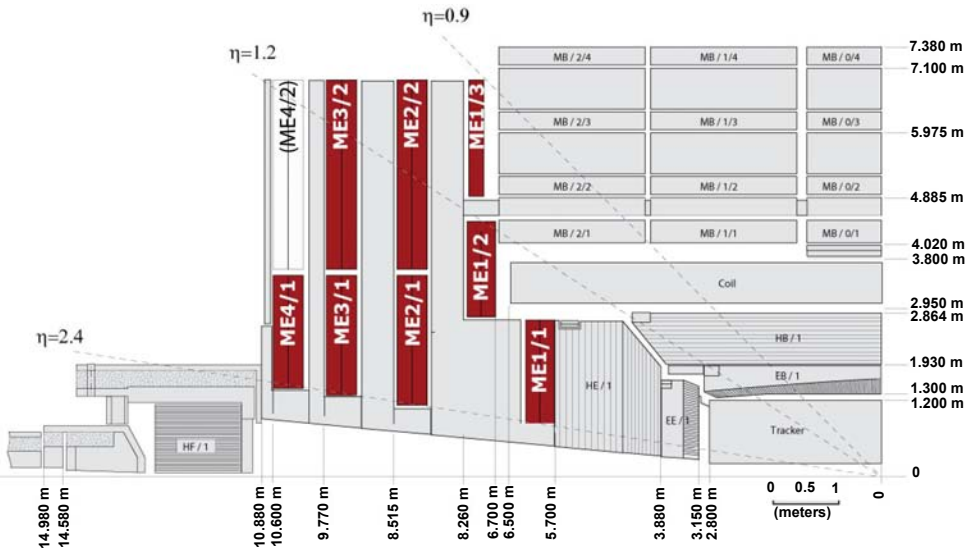 η=0.9
η=1.2
η=2.4
MB / 2/4
MB / 1/4
MB / 0/4
MB / 2/3
MB / 1/3
MB / 0/3
MB / 2/2
MB / 1/2
MB / 0/2
MB / 2/1
MB / 1/1
MB / 0/1
(ME4/2)
ME3/2
ME2/2
ME1/3
ME1/2
ME4/1
ME3/1
ME2/1
ME1/1
Coil
HB / 1
HE / 1
EB / 1
EE / 1
Tracker
HF / 1
7.380 m
7.100 m
5.975 m
4.885 m
4.020 m
3.800 m
2.950 m
2.864 m
1.930 m
1.300 m
1.200 m
0
0 0.5 1
(meters)
14.980 m
14.580 m
10.880 m
10.600 m
9.770 m
8.515 m
8.260 m
6.700 m
6.500 m
5.700 m
3.880 m
3.150 m
2.800 m
0